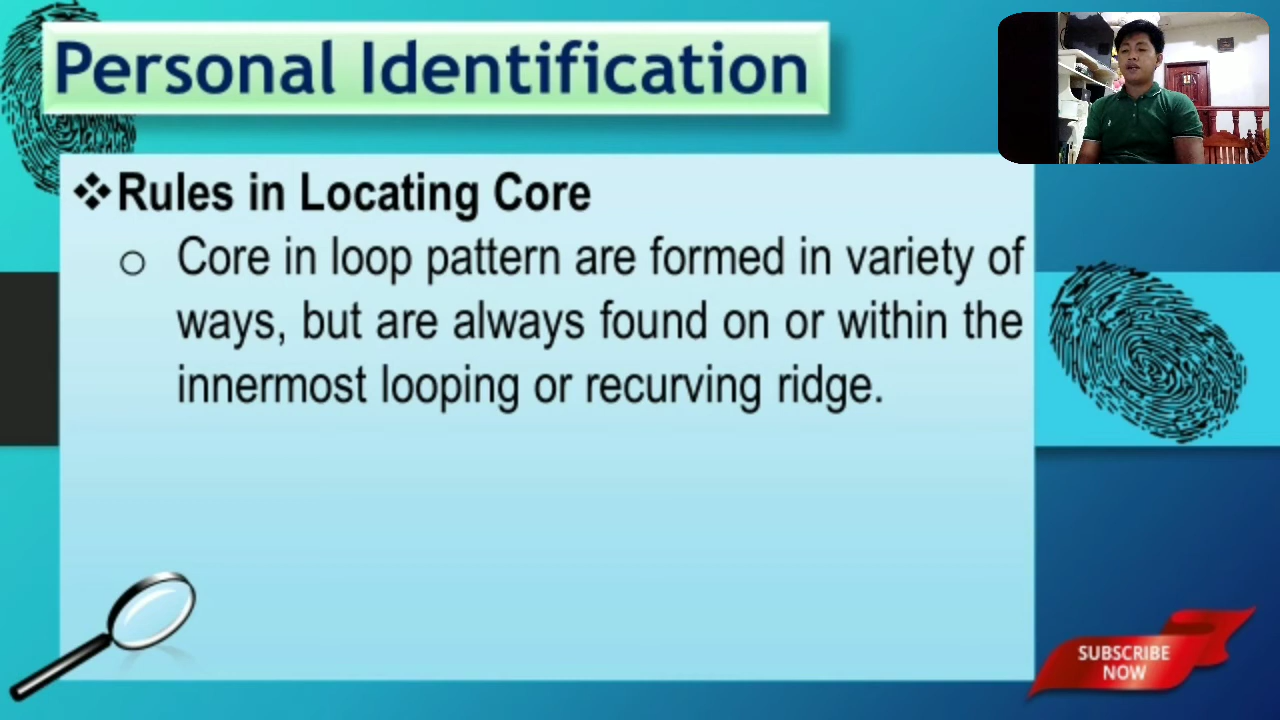 Personal Identification
❖Rules in Locating Core
o Core in loop pattern are formed in variety of
ways, but are always found on or within the
innermost looping or recurving ridge.
SUBSCRIBE
NOW